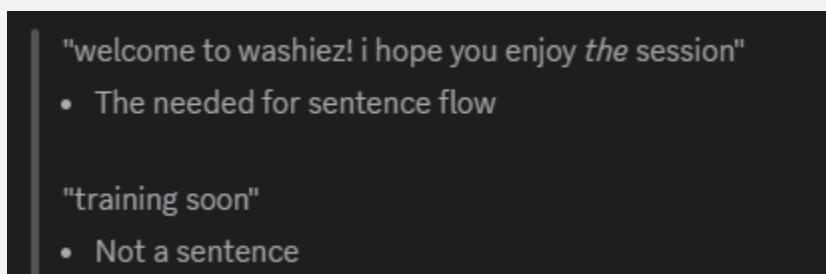 "welcome to washiez! i hope you enjoy the session"
• The needed for sentence flow
"training soon"
• Not a sentence